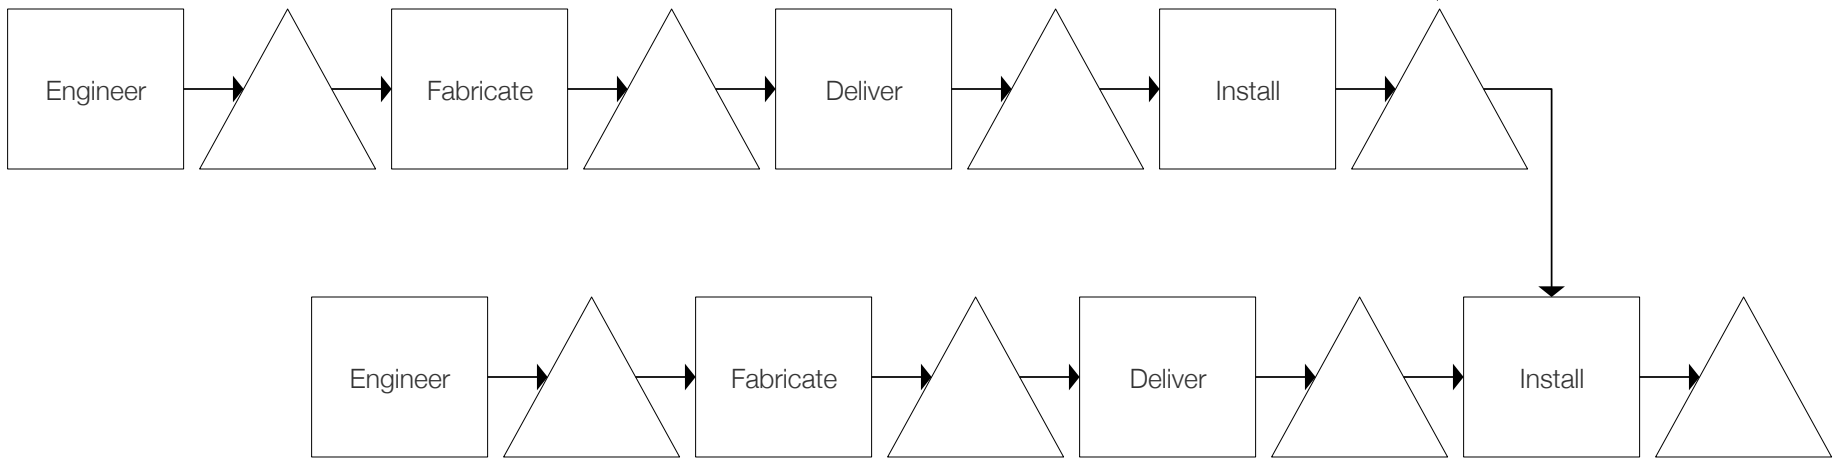 Engineer
Fabricate
Deliver
Install
Engineer
Fabricate
Deliver
Install